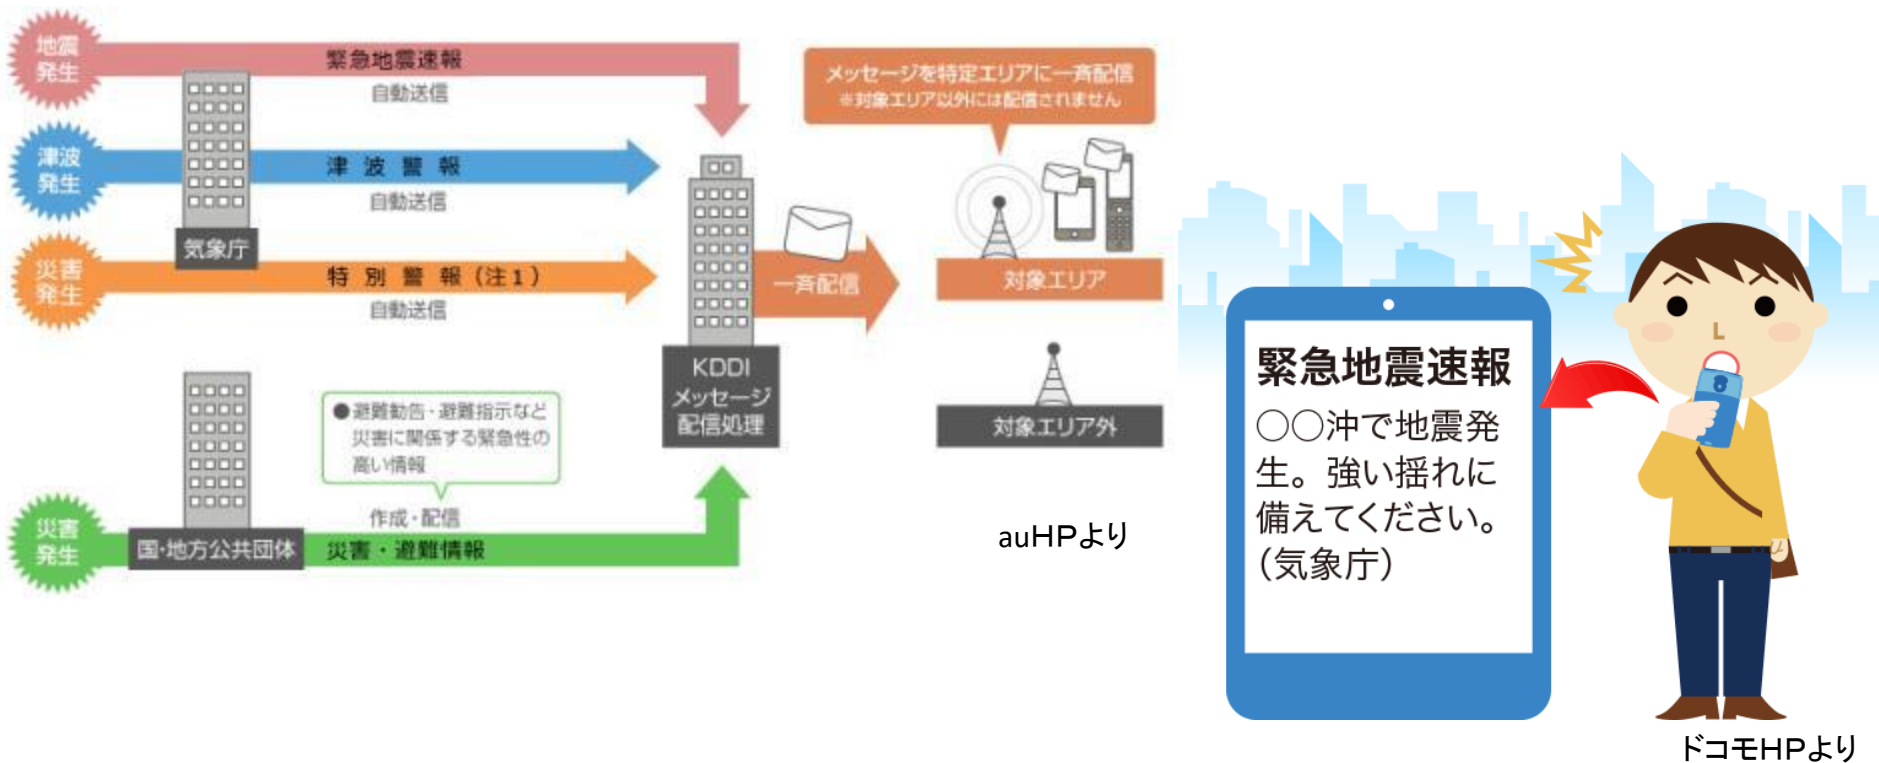 地震
発生
緊急地震速報
自動送信
津波
発生
津波警報
自動送信
気象庁
災害
発生
特別警報（注１）
自動送信
●避難勧告・避難指示など
災害に関係する緊急性の
高い情報
作成・配信
災害
発生
国・地方公共団体
災害・避難情報
KDDI
メッセージ
配信処理
一斉配信
メッセージを特定エリアに一斉配信
※対象エリア以外には配信されません
対象エリア
対象エリア外
auHPより
緊急地震速報
○○沖で地震発
生。強い揺れに
備えてください。
（気象庁）
ドコモHPより